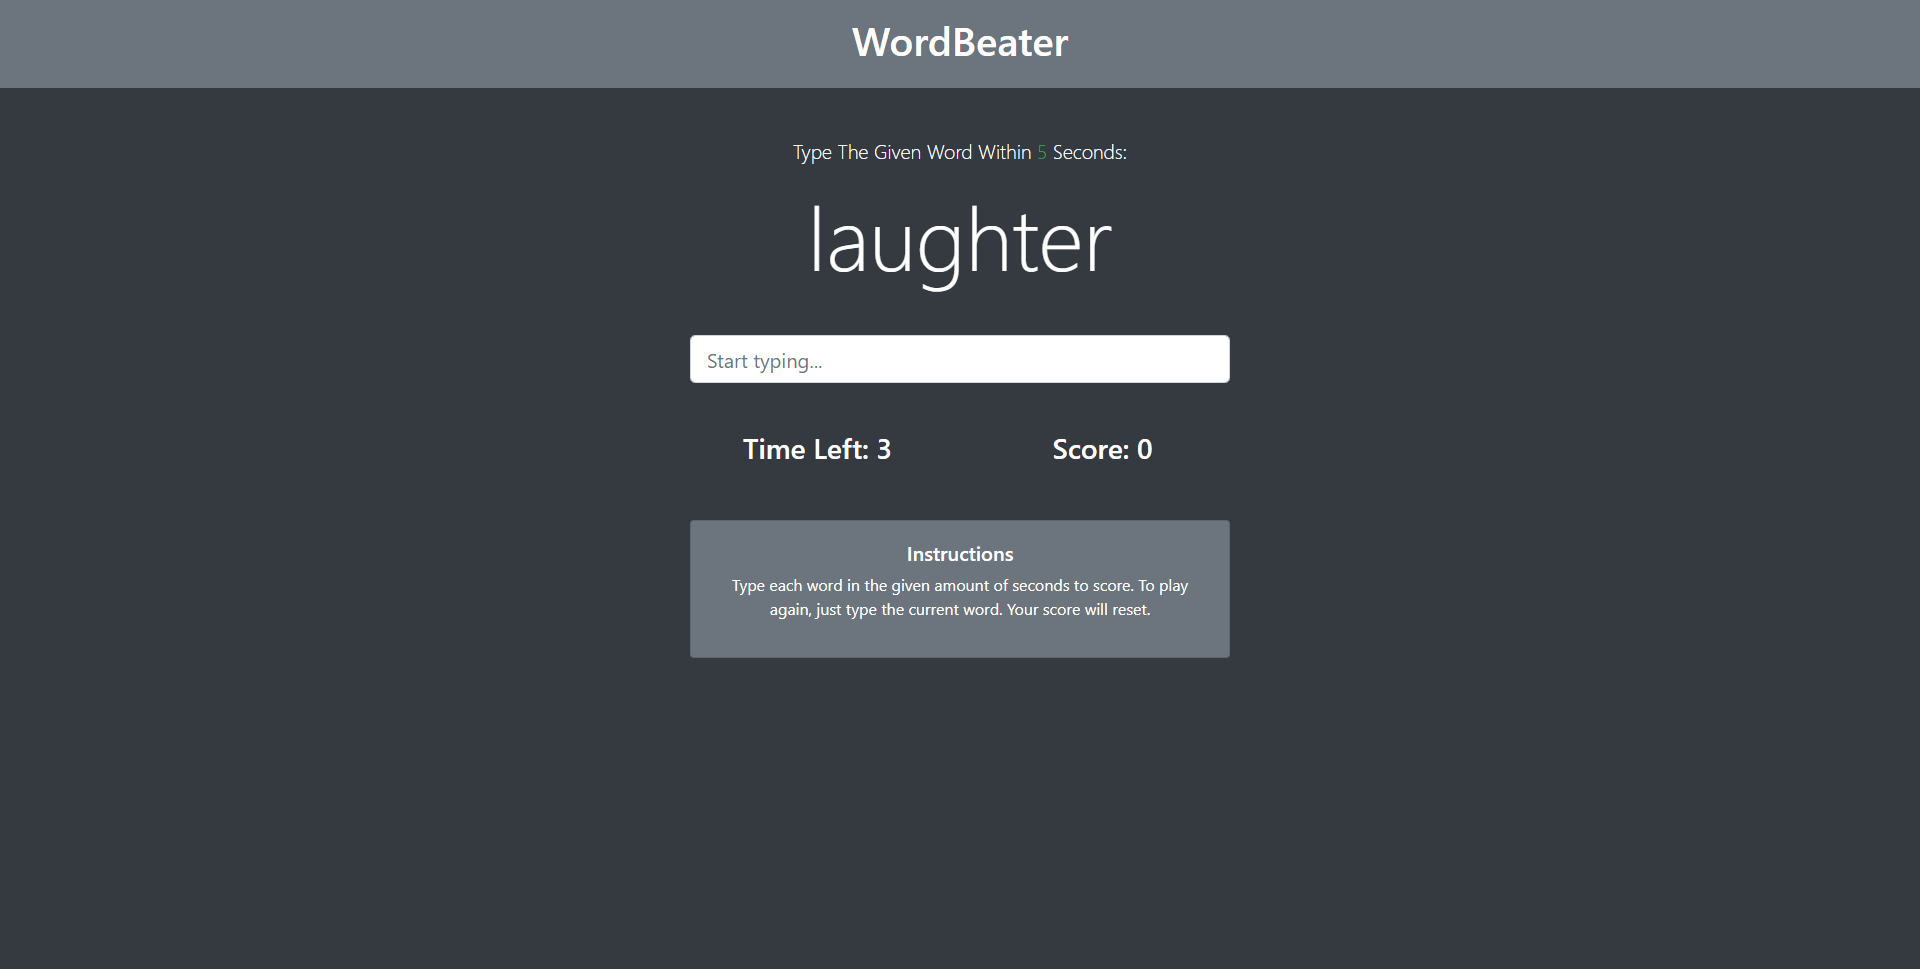 WordBeater
Type The Given Word Within 5 Seconds:
laughter
Start typing...
Time Left: 3
Score: 0
Instructions
Type each word in the given amount of seconds to score. To play
again, just type the current word. Your score will reset.